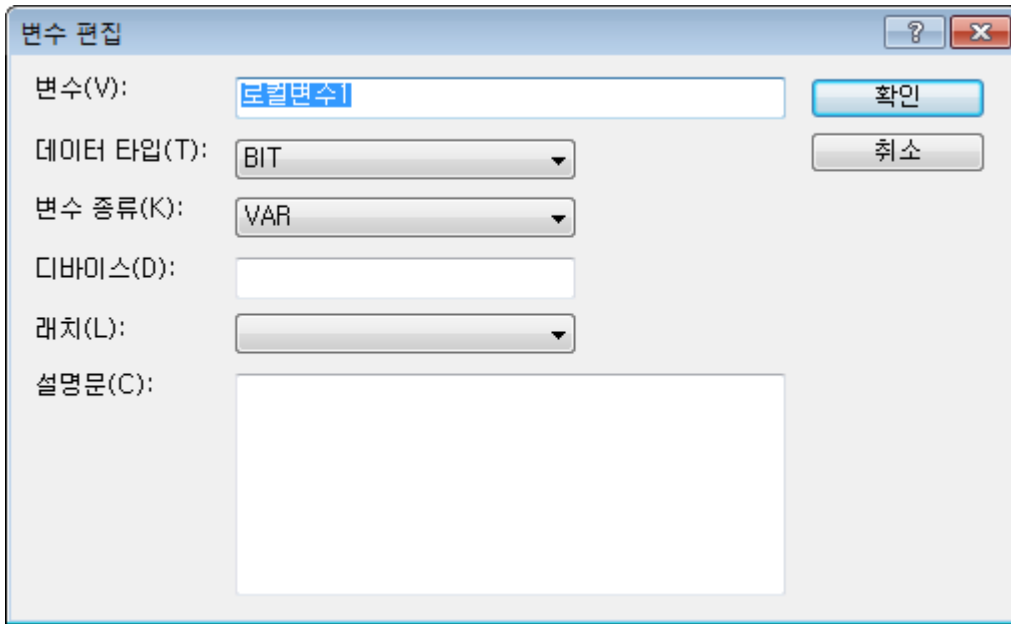 변수 편집
변수(V):
로컬변수1
확인
데이터 타입(T):
BIT
취소
변수 종류(K):
VAR
디바이스(D):
래치(L):
설명문(C):